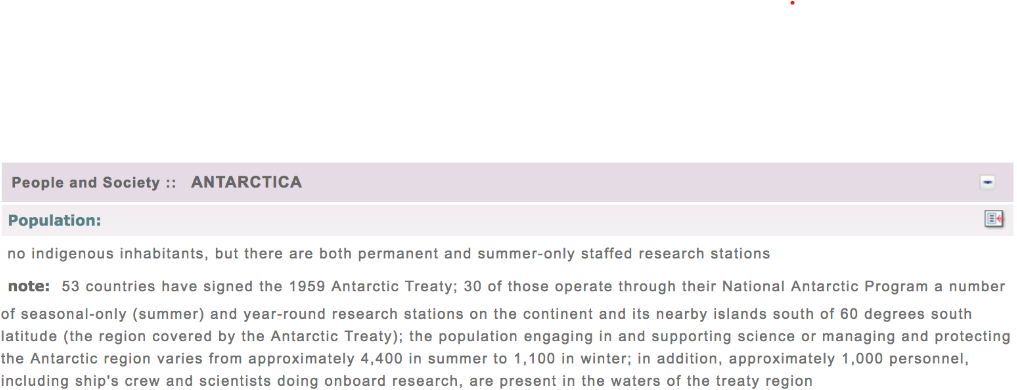 People and Society :: ANTARCTICA
Population:
no indigenous inhabitants, but there are both permanent and summer-only staffed research stations
note: 53 countries have signed the 1959 Antarctic Treaty; 30 of those operate through their National Antarctic Program a number
of seasonal-only (summer) and year-round research stations on the continent and its nearby islands south of 60 degrees south
latitude (the region covered by the Antarctic Treaty); the population engaging in and supporting science or managing and protecting
the Antarctic region varies from approximately 4,400 in summer to 1,100 in winter; in addition, approximately 1,000 personnel,
including ship's crew and scientists doing onboard research, are present in the waters of the treaty region